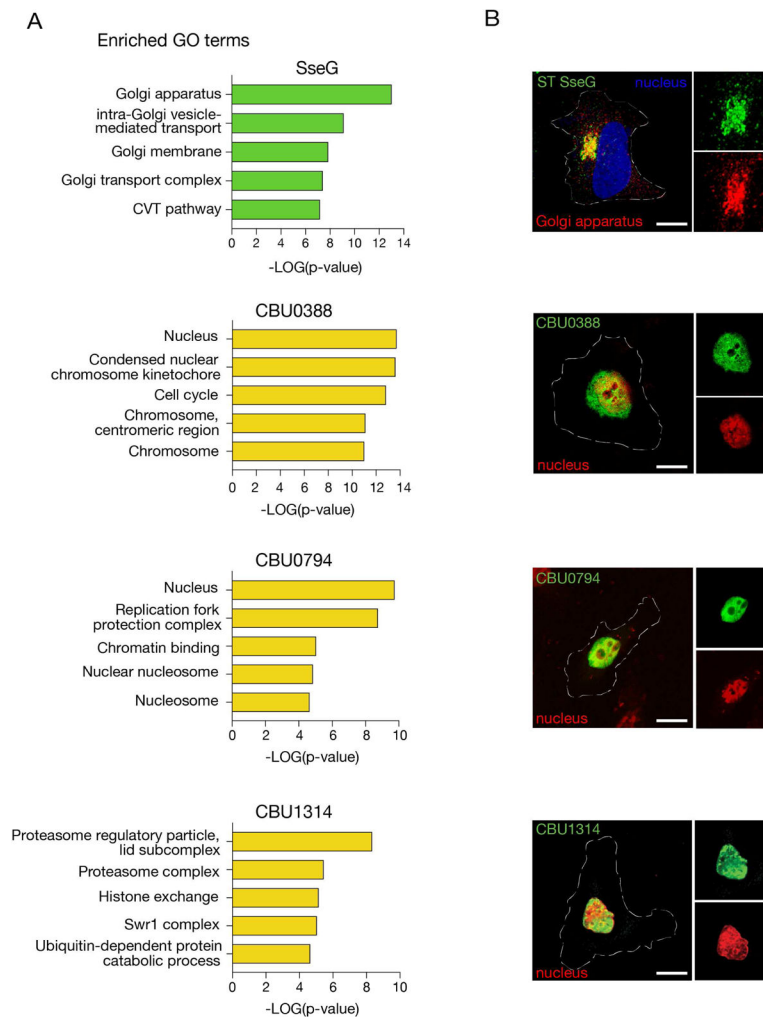 A
B
Enriched GO terms
SseG
Golgi apparatus
intra-Golgi vesicle-
mediated transport
Golgi membrane
Golgi transport complex
CVT pathway
0 2 4 6 8 10 12 14
-LOG(p-value)
ST SseG
nucleus
Golgi apparatus
CBU0388
Nucleus
Condensed nuclear
chromosome kinetochore
Cell cycle
Chromosome,
centromeric region
Chromosome
0 2 4 6 8 10 12 14
-LOG(p-value)
CBU0388
nucleus
CBU0794
Nucleus
Replication fork
protection complex
Chromatin binding
Nuclear nucleosome
Nucleosome
0 2 4 6 8 10
-LOG(p-value)
CBU0794
nucleus
CBU1314
Proteasome regulatory particle,
lid subcomplex
Proteasome complex
Histone exchange
Swr1 complex
Ubiquitin-dependent protein
catabolic process
0 2 4 6 8 10
-LOG(p-value)
CBU1314
nucleus